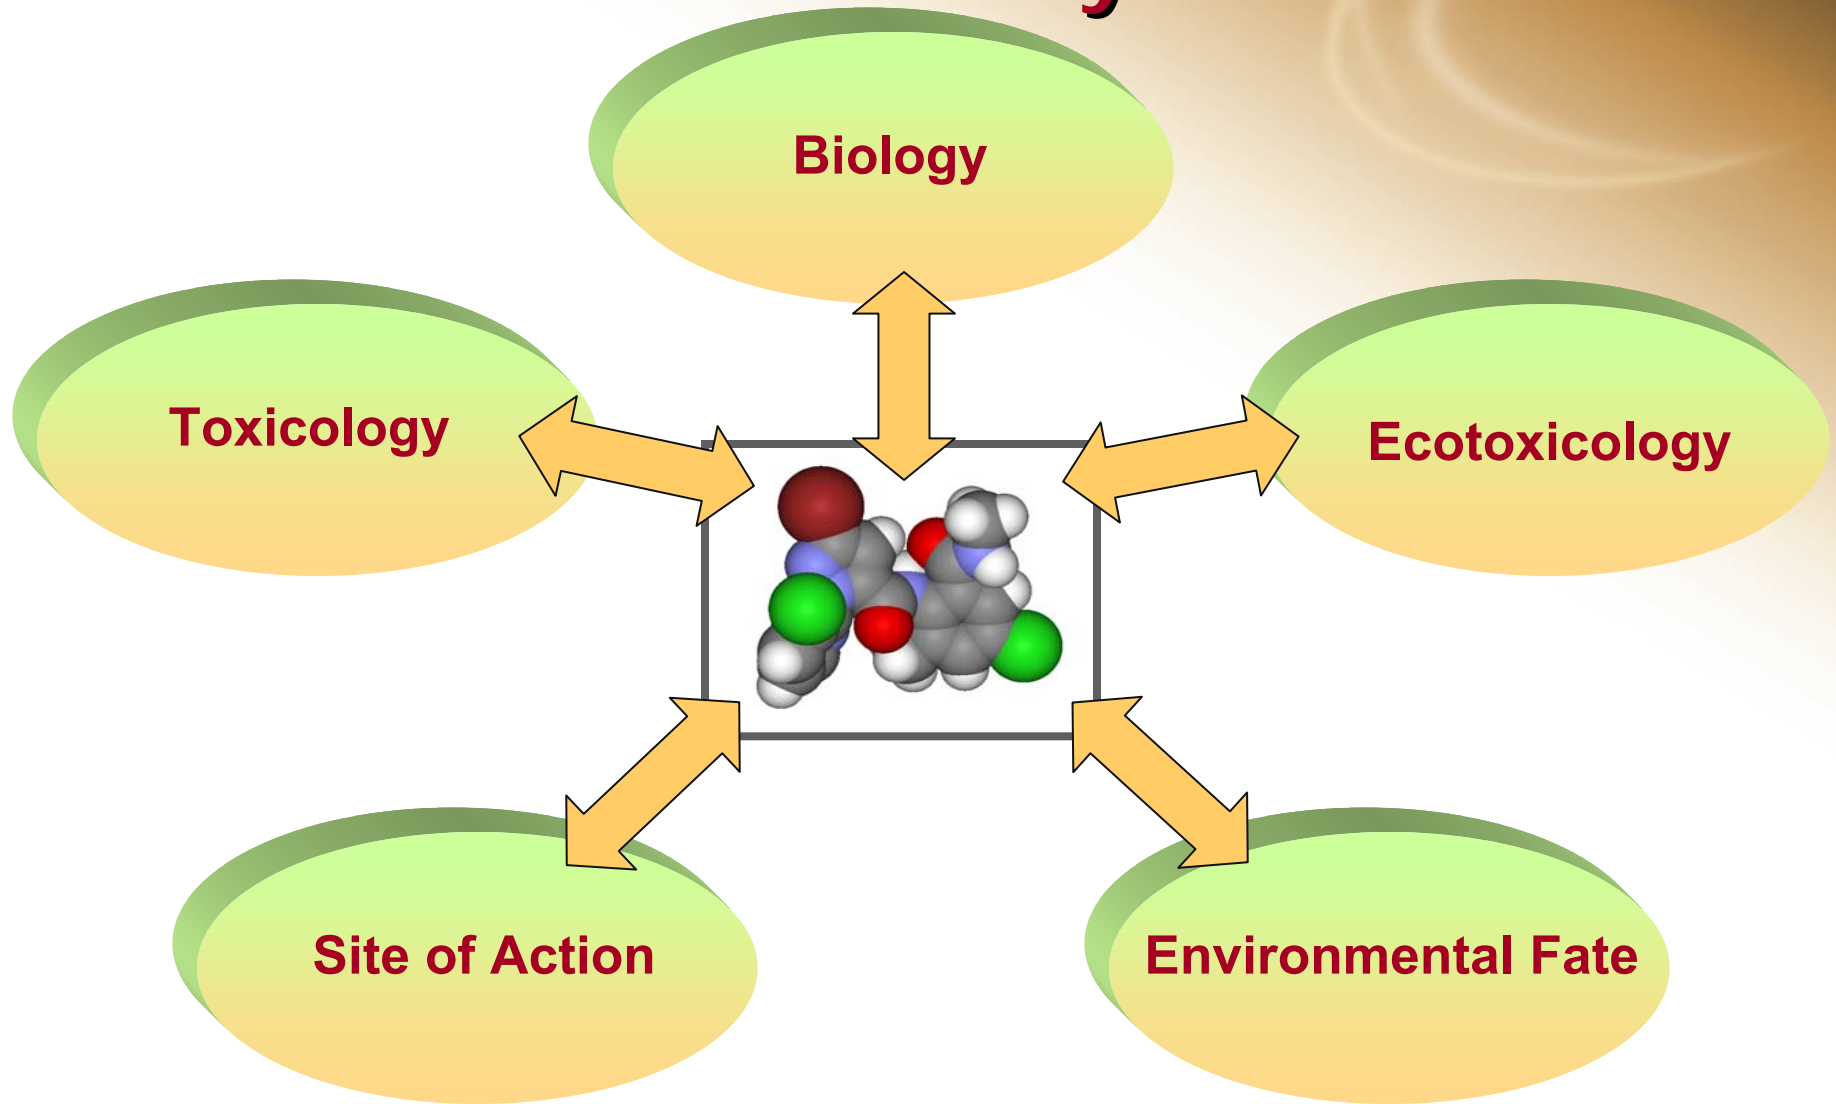 Biology
Toxicology
Ecotoxicology
Site of Action
Environmental Fate